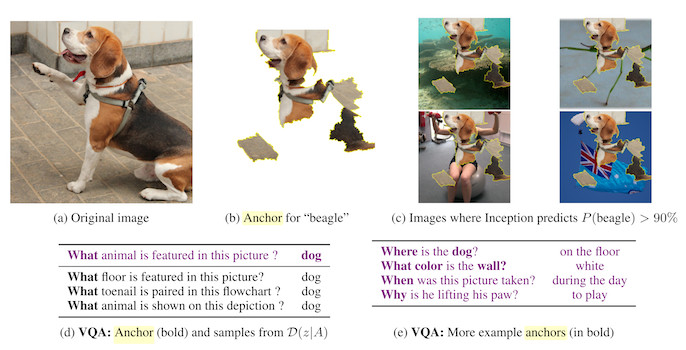 (a) Original image
(b) Anchor for “beagle”
(c) Images where Inception predicts P(beagle) > 90%
What animal is featured in this picture ? dog
What floor is featured in this picture? dog
What toenail is paired in this flowchart ? dog
What animal is shown on this depiction ? dog
(d) VQA: Anchor (bold) and samples from D(z|A)
Where is the dog? on the floor
What color is the wall? white
When was this picture taken? during the day
Why is he lifting his paw? to play
(e) VQA: More example anchors (in bold)